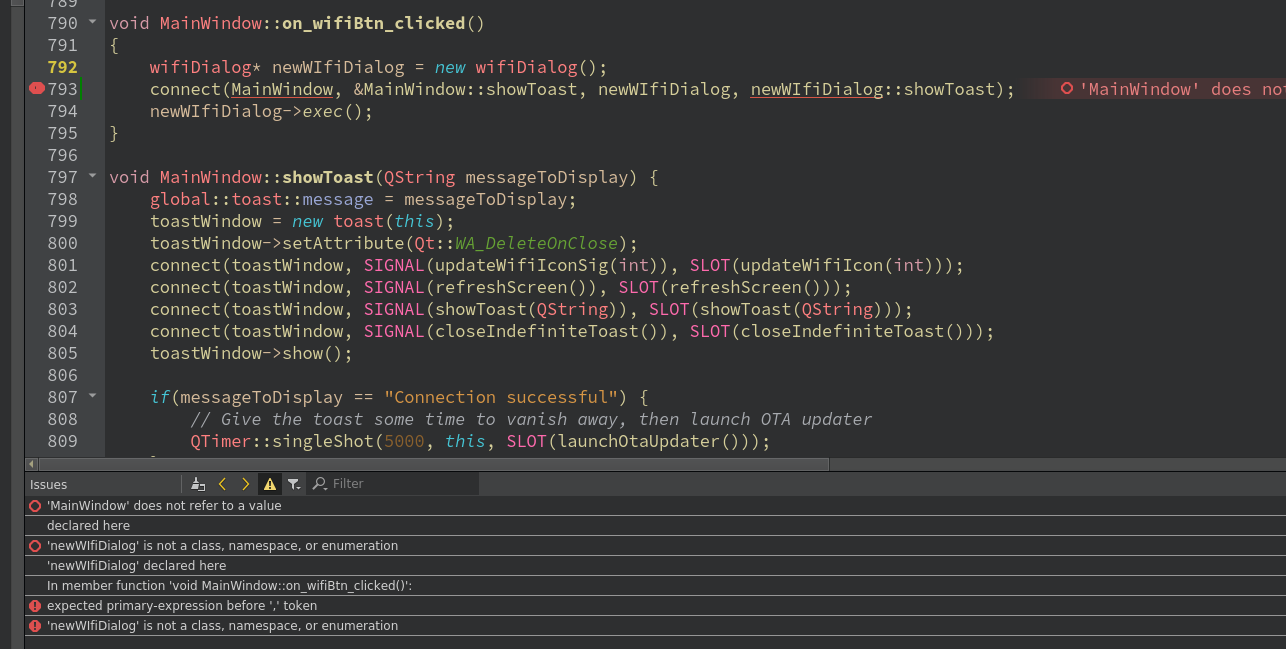 789
790 void MainWindow::on_wifiBtn_clicked()
791 {
792 wifiDialog* newWIfiDialog = new wifiDialog();
793 connect(MainWindow, &MainWindow::showToast, newWIfiDialog, newWIfiDialog::showToast); 'MainWindow' does no
794 newWIfiDialog->exec();
795 }
796
797 void MainWindow::showToast(QString messageToDisplay) {
798 global::toast::message = messageToDisplay;
799 toastWindow = new toast(this);
800 toastWindow->setAttribute(Qt::WA_DeleteOnClose);
801 connect(toastWindow, SIGNAL(updateWifiIconSig(int)), SLOT(updateWifiIcon(int)));
802 connect(toastWindow, SIGNAL(refreshScreen()), SLOT(refreshScreen()));
803 connect(toastWindow, SIGNAL(showToast(QString)), SLOT(showToast(QString)));
804 connect(toastWindow, SIGNAL(closeIndefiniteToast()), SLOT(closeIndefiniteToast()));
805 toastWindow->show();
806
807 if(messageToDisplay == "Connection successful") {
808 // Give the toast some time to vanish away, then launch OTA updater
809 QTimer::singleShot(5000, this, SLOT(launchOtaUpdater()));
Issues Filter
'MainWindow' does not refer to a value
declared here
'newWIfiDialog' is not a class, namespace, or enumeration
'newWIfiDialog' declared here
In member function 'void MainWindow::on_wifiBtn_clicked()':
expected primary-expression before ',' token
'newWIfiDialog' is not a class, namespace, or enumeration